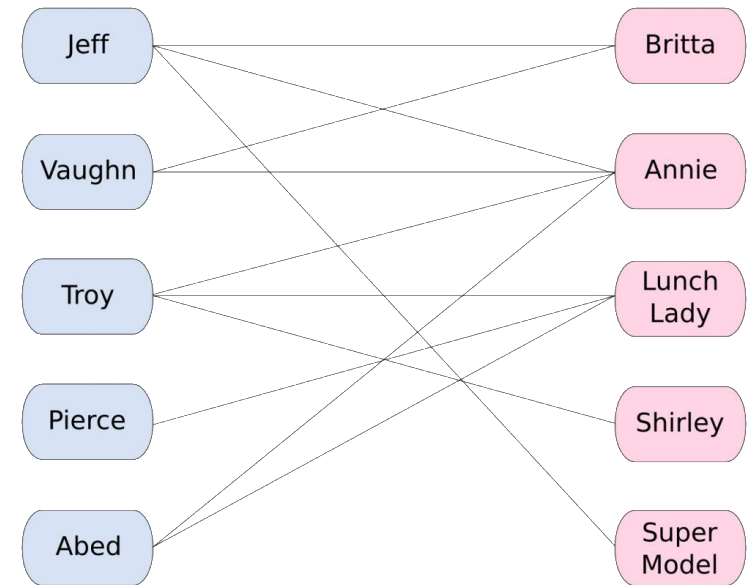 Jeff
Britta
Vaughn
Annie
Troy
Lunch
Lady
Pierce
Shirley
Abed
Super
Model